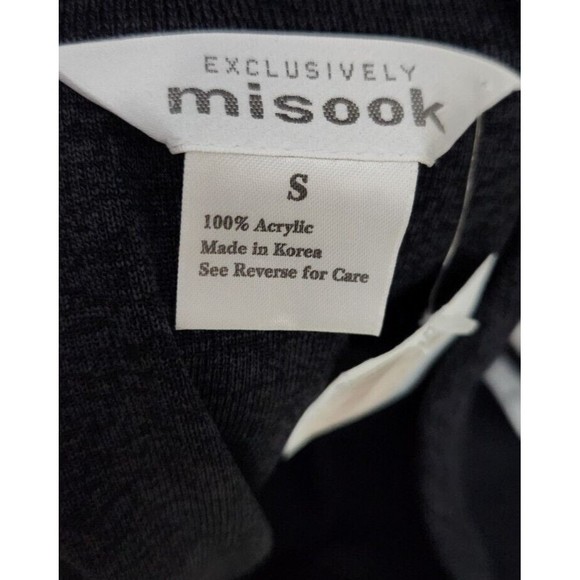 EXCLUSIVELY
misook
S
100% Acrylic
Made in Korea
See Reverse for Care